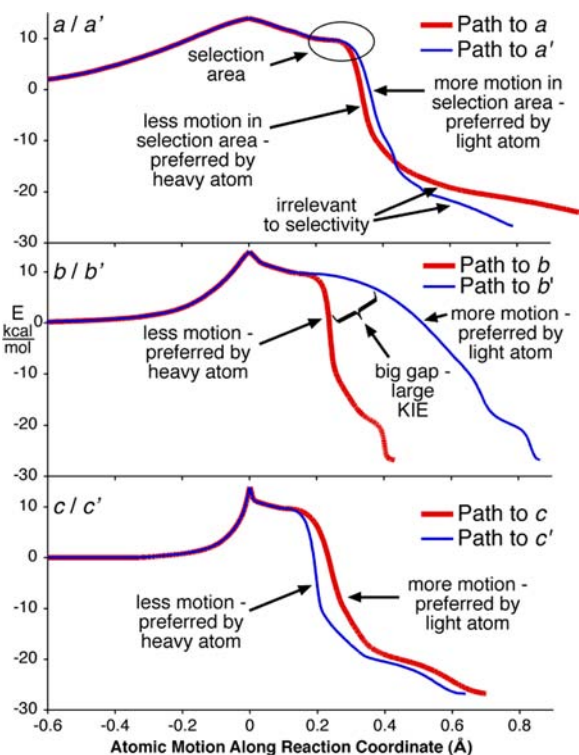 a / a'
Path to a
Path to a'
selection
area
more motion in
selection area -
preferred by
light atom
less motion in
selection area -
preferred by
heavy atom
irrelevant
to selectivity
10
0
-10
-20
-30
b / b'
Path to b
Path to b'
less motion -
preferred by
heavy atom
more motion -
preferred by
light atom
big gap -
large
KIE
E
kcal
mol
10
0
-10
-20
-30
c / c'
Path to c
Path to c'
less motion -
preferred by
heavy atom
more motion -
preferred by
light atom
10
0
-10
-20
-30
-0.6 -0.4 -0.2 0 0.2 0.4 0.6 0.8
Atomic Motion Along Reaction Coordinate (Å)